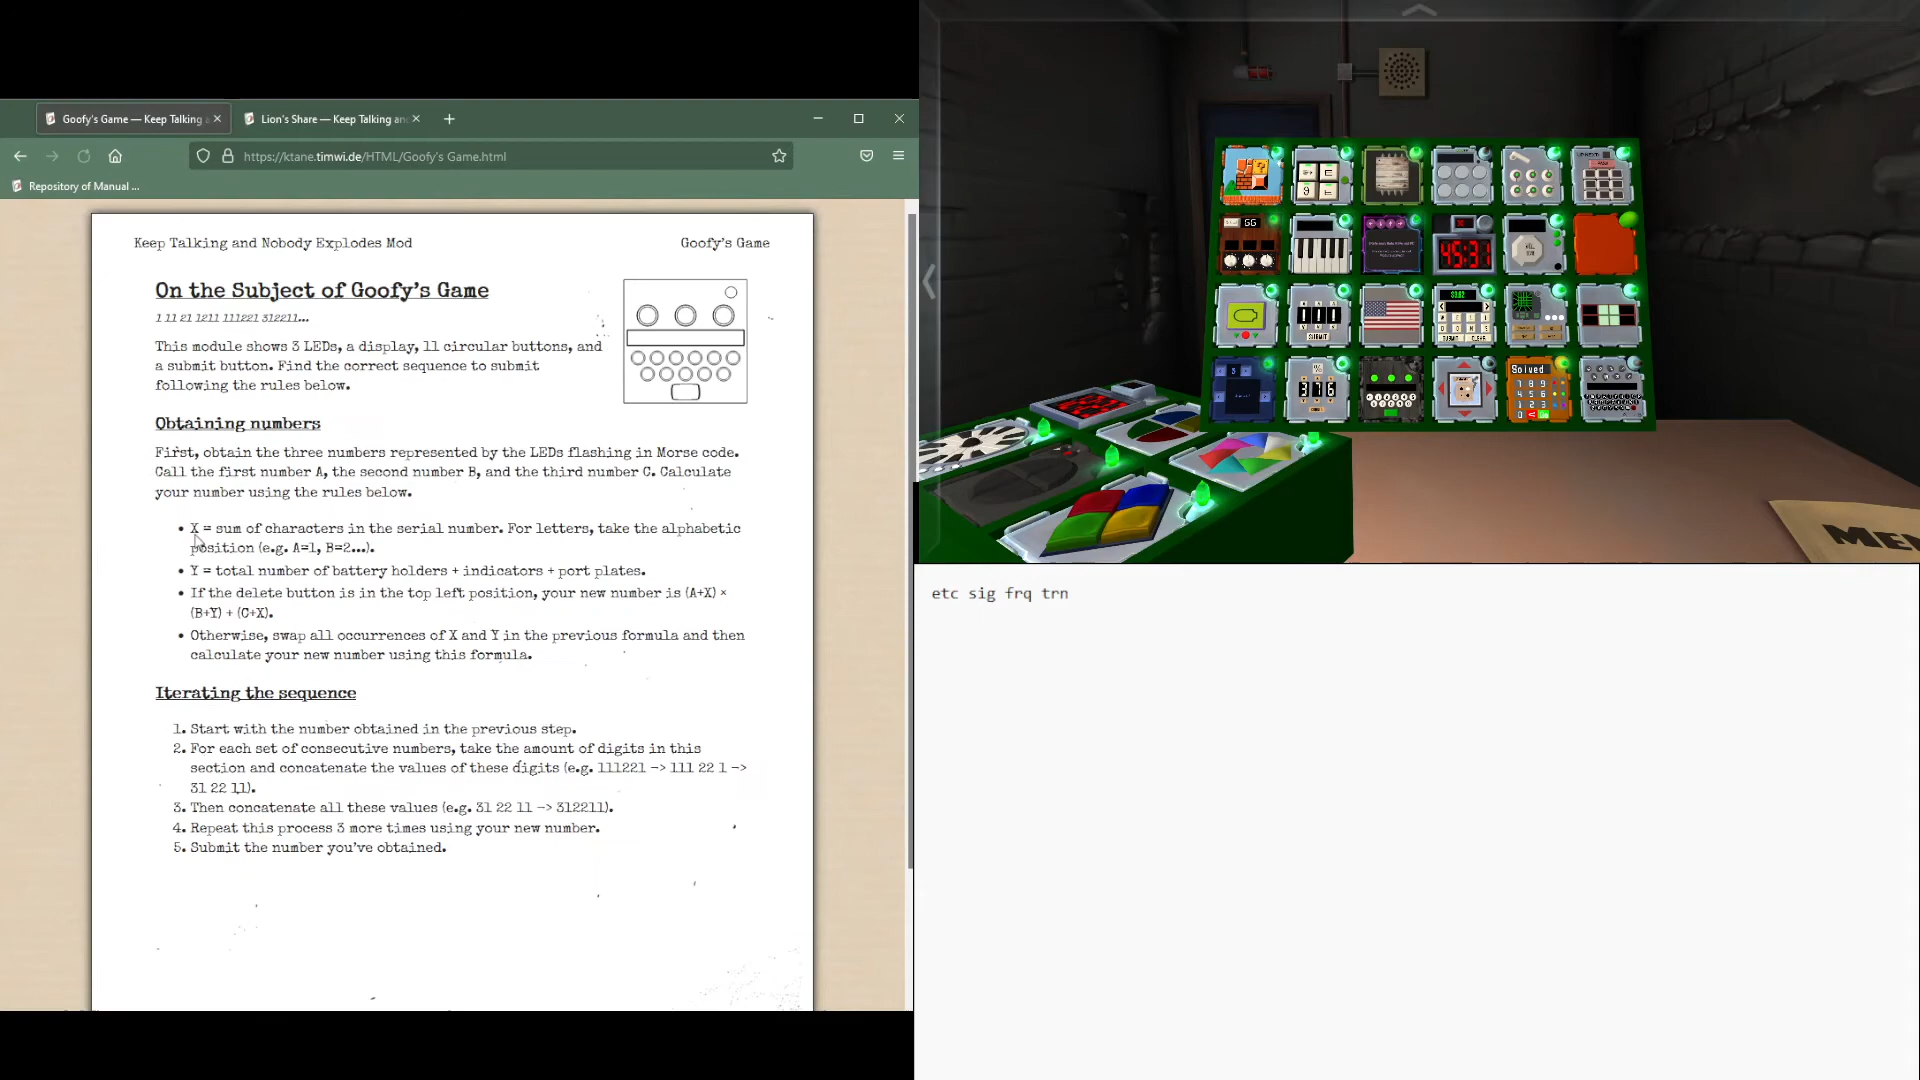 Goofy's Game — Keep Talking
Lion's Share — Keep Talking an
https://ktane.timwi.de/HTML/Goofy's Game.html
Repository of Manual ...
Keep Talking and Nobody Explodes Mod
Goofy's Game
On the Subject of Goofy's Game
1 11 21 1211 111221 312211...
This module shows 3 LEDs, a display, 11 circular buttons, and
a submit button. Find the correct sequence to submit
following the rules below.
Obtaining numbers
First, obtain the three numbers represented by the LEDs flashing in Morse code.
Call the first number A, the second number B, and the third number C. Calculate
your number using the rules below.
• X = sum of characters in the serial number. For letters, take the alphabetic
position (e.g. A=1, B=2...).
• Y = total number of battery holders + indicators + port plates.
• If the delete button is in the top left position, your new number is (A+X) ×
(B+Y) + (C+X).
• Otherwise, swap all occurrences of X and Y in the previous formula and then
calculate your new number using this formula.
Iterating the sequence
1. Start with the number obtained in the previous step.
2. For each set of consecutive numbers, take the amount of digits in this
section and concatenate the values of these digits (e.g. 111221 -> 111 22 1 ->
31 22 11).
3. Then concatenate all these values (e.g. 31 22 11 -> 312211).
4. Repeat this process 3 more times using your new number.
5. Submit the number you've obtained.
GG
45:31
SUBMIT
376
Solved
7 8 9
4 5 6
1 2 3
0
etc sig frq trn